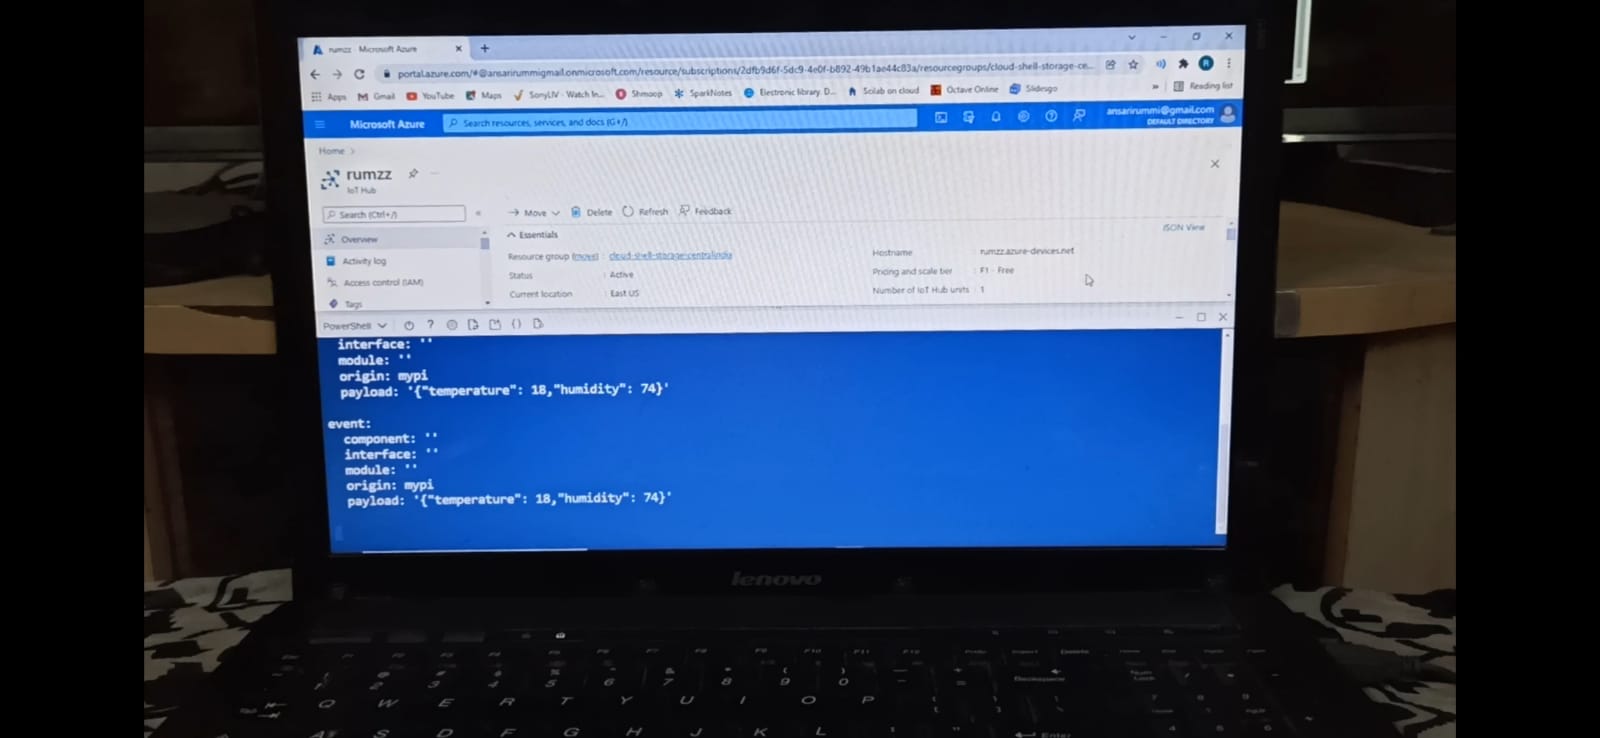 rumzz Microsoft Azure
portal.azure.com/#@ansarirummigmail.onmicrosoft.com/resource/subscriptions/2dfb9d6f-5dc9-4e0f-b892-49b1ae44c83a/resourcegroups/cloud-shell-storage-ce...
Apps Gmail YouTube Maps SonyLIV - Watch In... Shmoop SparkNotes Electronic library. D... Scilab on cloud Octave Online Slidesgo » Reading list
Microsoft Azure Search resources, services, and docs (G+/) ansarirummi@gmail.com
DEFAULT DIRECTORY
Home >
rumzz
IoT Hub
Search (Ctrl+/) « Move Delete Refresh Feedback
Overview
Activity log
Access control (IAM)
Tags
Essentials JSON View
Resource group (move) : cloud-shell-storage-centralindia
Status : Active
Current location : East US
Hostname rumzz.azure-devices.net
Pricing and scale tier : F1 - Free
Number of IoT Hub units : 1
PowerShell ? { }
interface: ''
module: ''
origin: mypi
payload: '{"temperature": 18,"humidity": 74}'
event:
component: ''
interface: ''
module: ''
origin: mypi
payload: '{"temperature": 18,"humidity": 74}'
lenovo
Q W E R T Y U I O P
S D F G H J K L